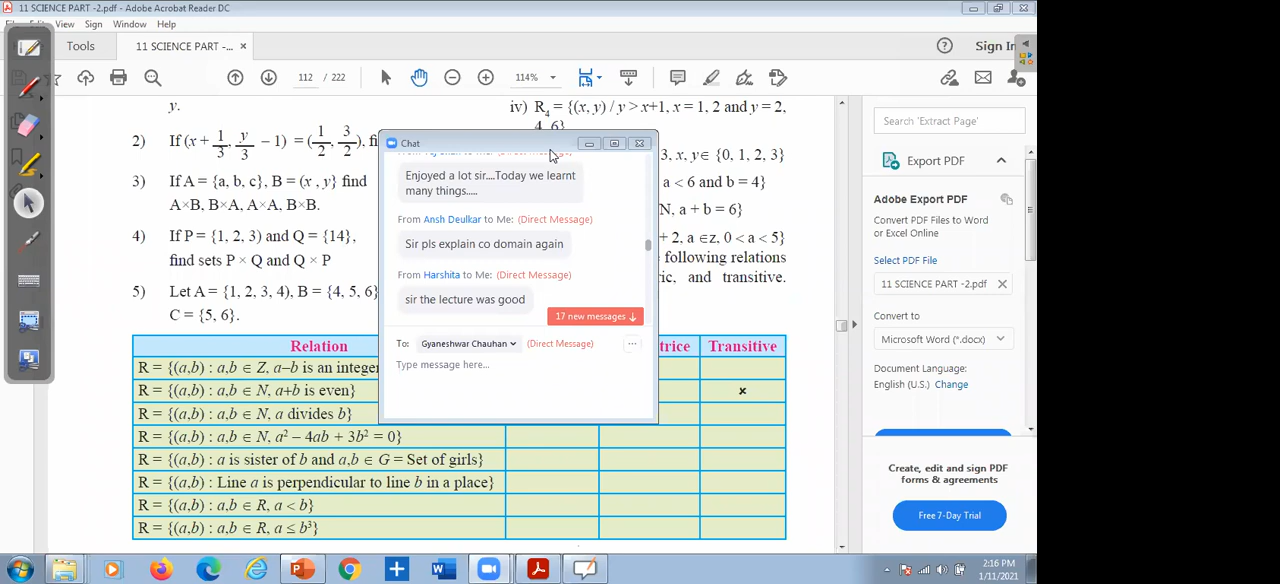 11 SCIENCE PART -2.pdf - Adobe Acrobat Reader DC
View Sign Window Help
Tools
11 SCIENCE PART -... ×
Sign In
112 / 222
114%
y.
2) If (x + 1/3, y/3 − 1) = (1/2, 3/2),
3) If A = {a, b, c}, B = (x , y} find
A×B, B×A, A×A, B×B.
4) If P = {1, 2, 3) and Q = {14},
find sets P × Q and Q × P
5) Let A = {1, 2, 3, 4), B = {4, 5, 6}
C = {5, 6}.
iv) R4 = {(x, y) / y > x+1, x = 1, 2 and y = 2,
4, 6}
3, x, y∈ {0, 1, 2, 3}
a < 6 and b = 4}
N, a + b = 6}
+ 2, a ∈z, 0 < a < 5}
following relations
ric, and transitive.
Chat
(Direct Message)
Enjoyed a lot sir....Today we learnt
many things.....
From Ansh Deulkar to Me: (Direct Message)
Sir pls explain co domain again
From Harshita to Me: (Direct Message)
sir the lecture was good
17 new messages ↓
To: Gyaneshwar Chauhan (Direct Message) ...
Type message here...
Relation
trice
Transitive
R = {(a,b) : a,b ∈ Z, a–b is an integer
R = {(a,b) : a,b ∈ N, a+b is even}
×
R = {(a,b) : a,b ∈ N, a divides b}
R = {(a,b) : a,b ∈ N, a² – 4ab + 3b² = 0}
R = {(a,b) : a is sister of b and a,b ∈ G = Set of girls}
R = {(a,b) : Line a is perpendicular to line b in a place}
R = {(a,b) : a,b ∈ R, a < b}
R = {(a,b) : a,b ∈ R, a ≤ b³}
Search 'Extract Page'
Export PDF
Adobe Export PDF
Convert PDF Files to Word
or Excel Online
Select PDF File
11 SCIENCE PART -2.pdf ×
Convert to
Microsoft Word (*.docx)
Document Language:
English (U.S.) Change
Create, edit and sign PDF
forms & agreements
Free 7-Day Trial
2:16 PM
1/11/2021